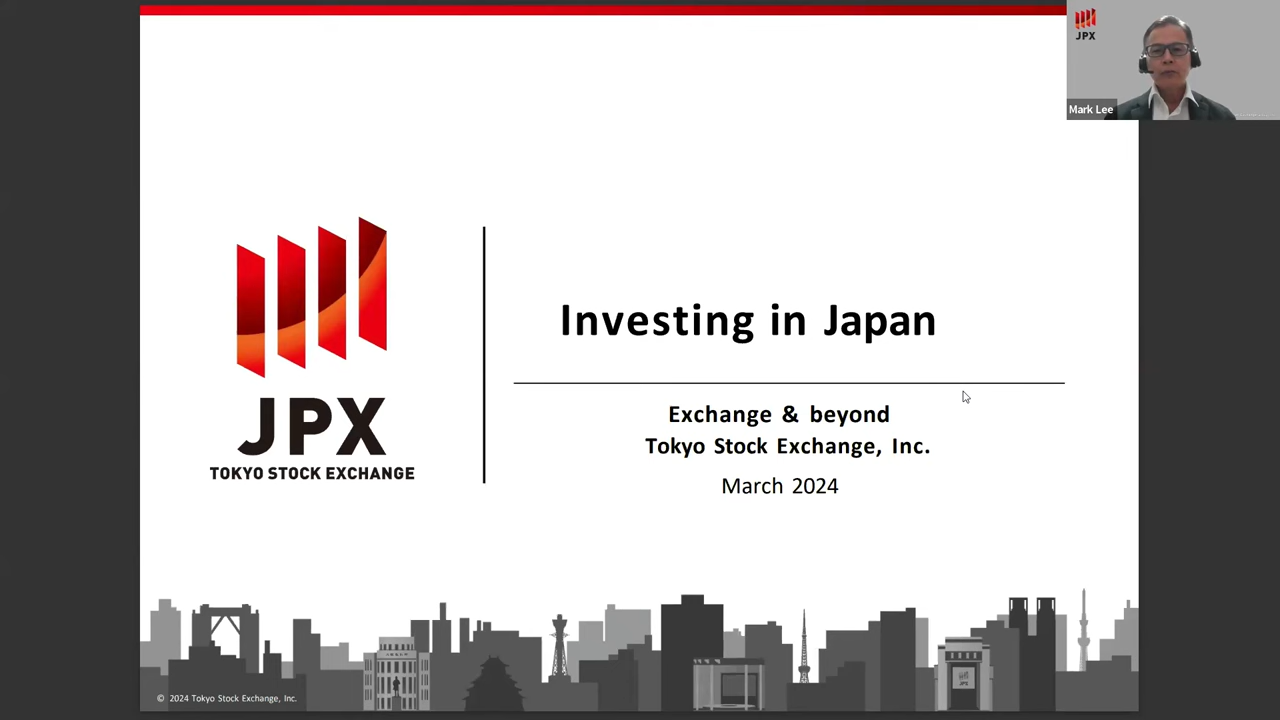 JPX
Mark Lee
Investing in Japan
JPX
TOKYO STOCK EXCHANGE
Exchange & beyond
Tokyo Stock Exchange, Inc.
March 2024
JPX
© 2024 Tokyo Stock Exchange, Inc.